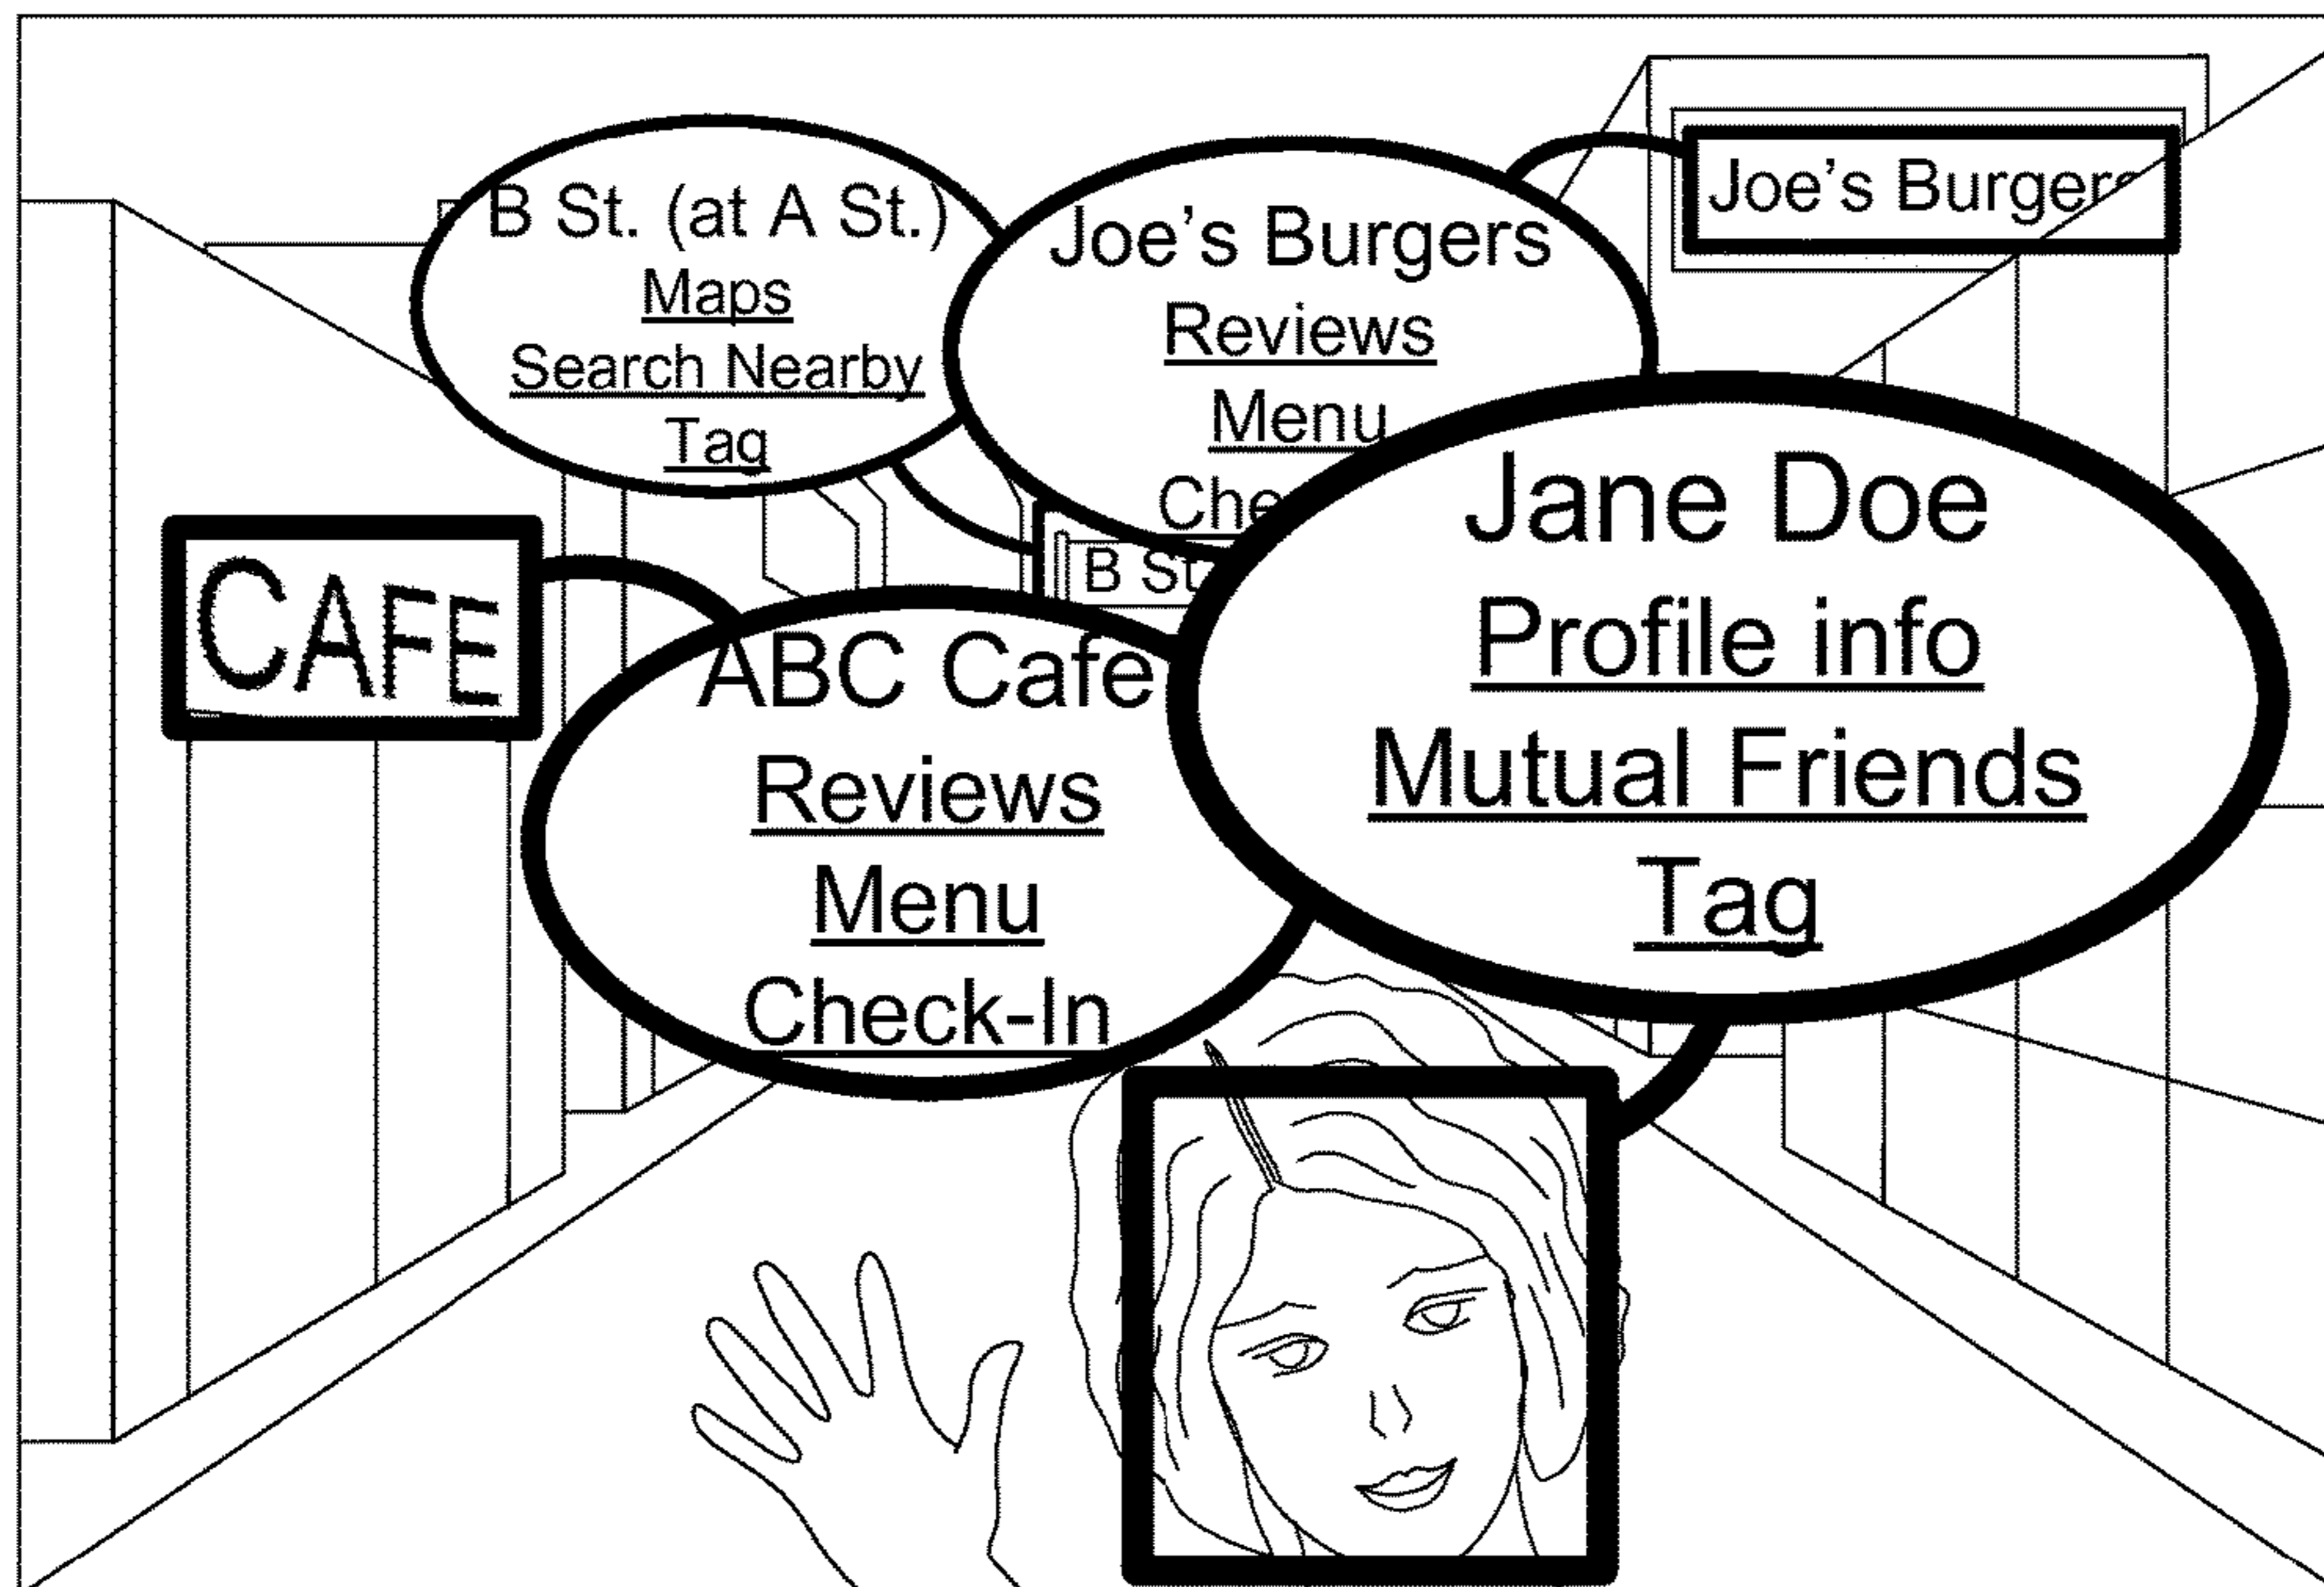 B St. (at A St.)
Maps
Search Nearby
Tag
Joe's Burgers
Reviews
Menu
Joe's Burgers
CAFE
B St
ABC Cafe
Reviews
Menu
Check-In
Jane Doe
Profile info
Mutual Friends
Tag